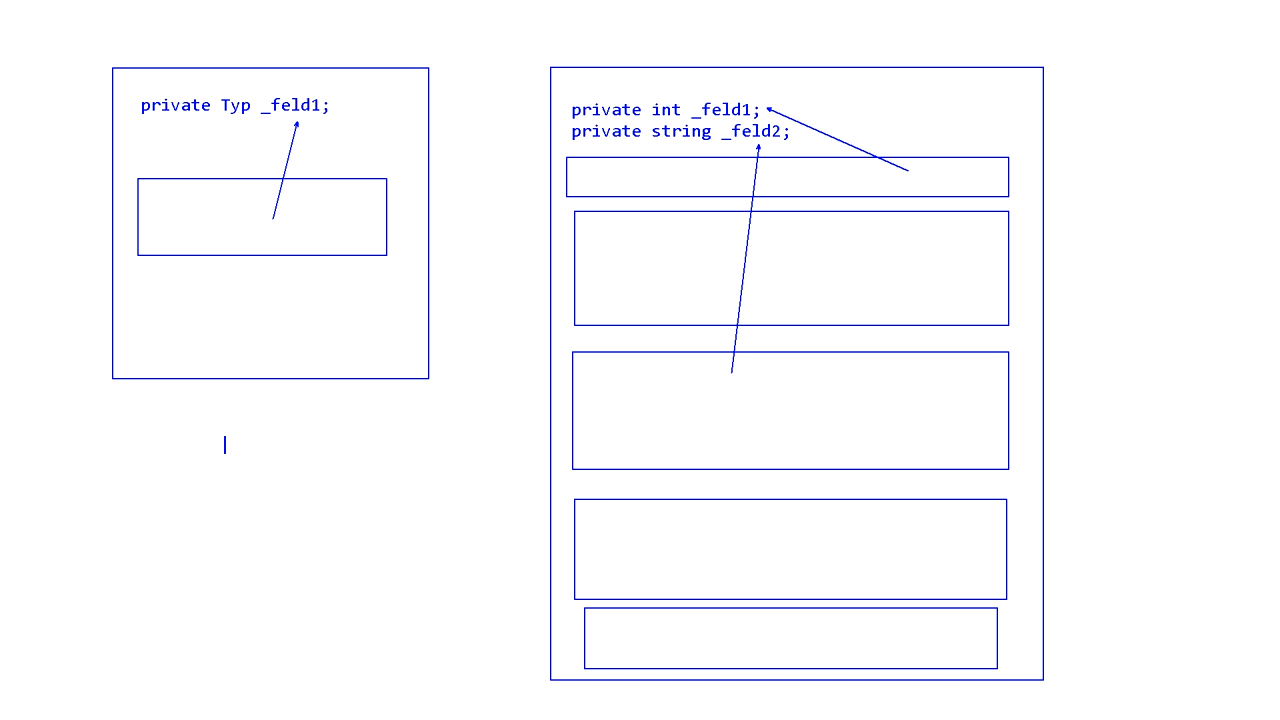 private Typ _feld1;
private int _feld1;
private string _feld2;